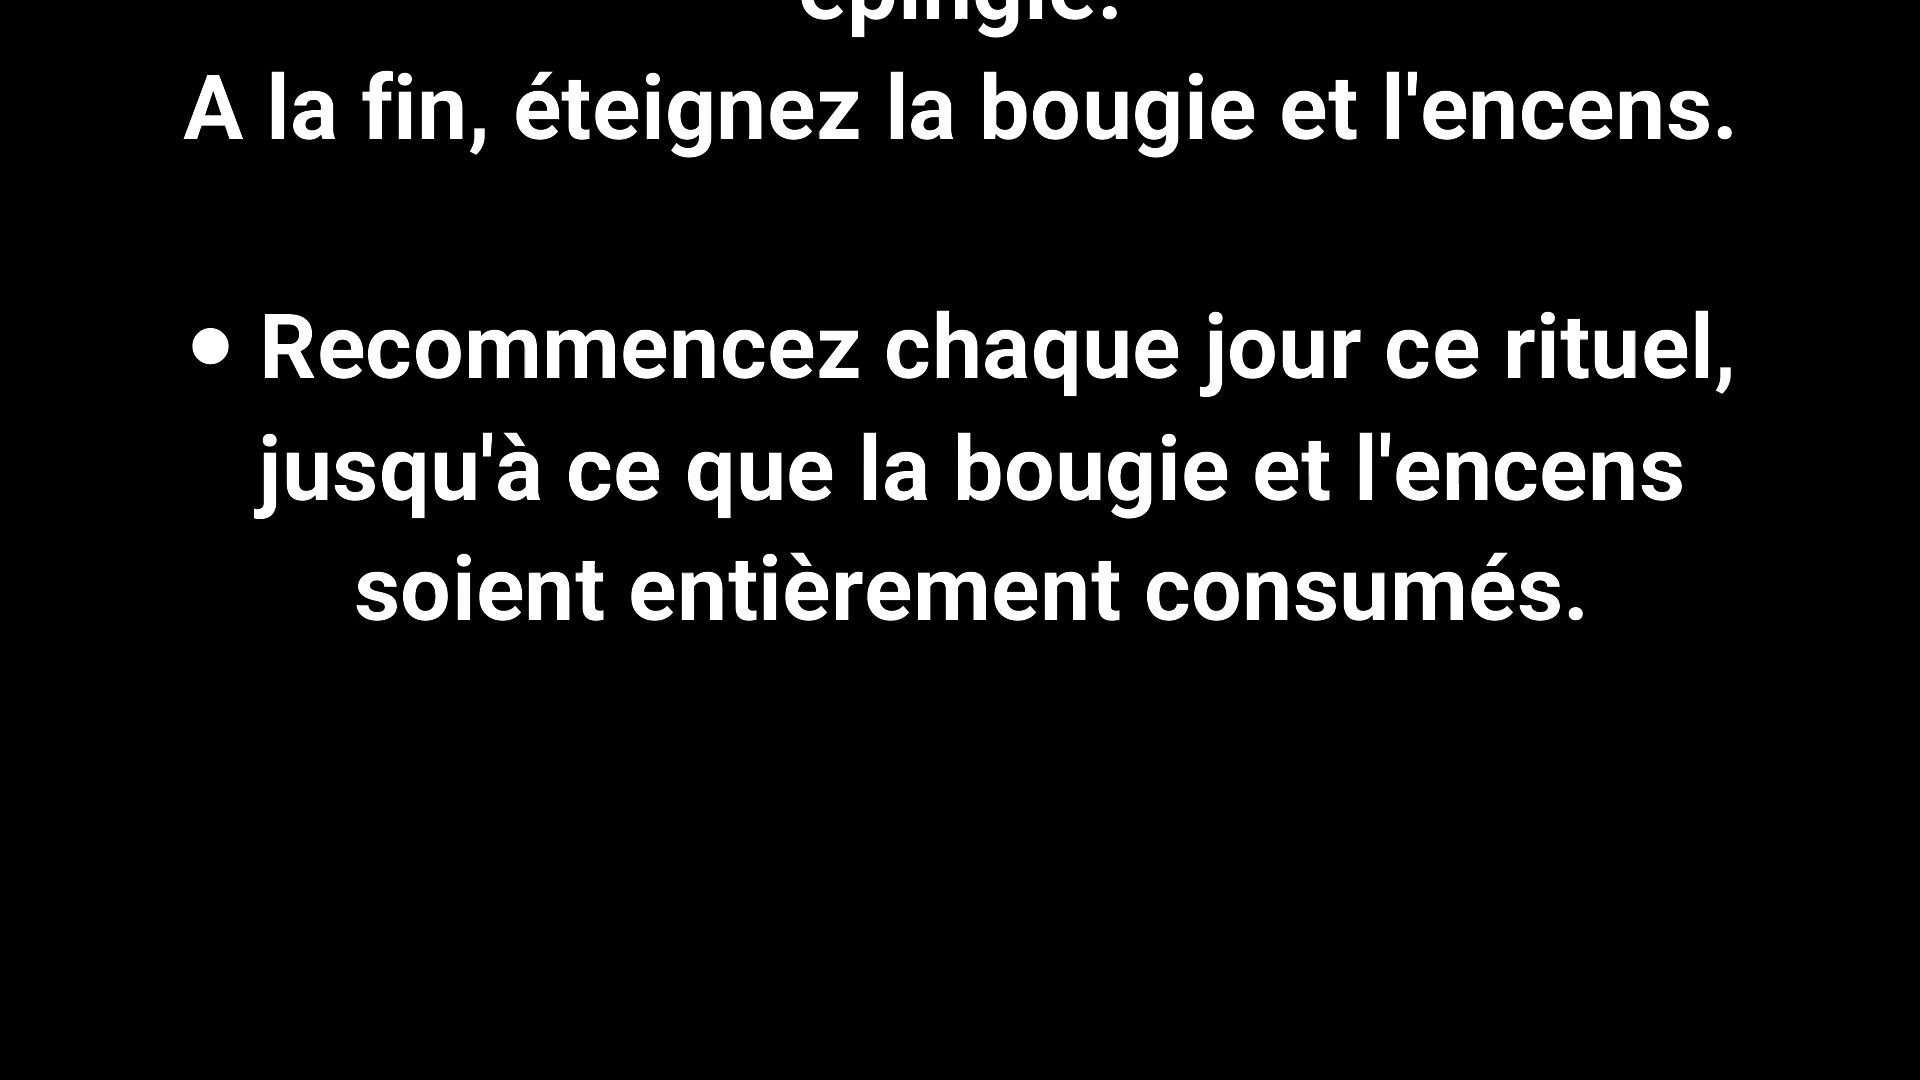 épingle.
A la fin, éteignez la bougie et l'encens.
• Recommencez chaque jour ce rituel,
jusqu'à ce que la bougie et l'encens
soient entièrement consumés.